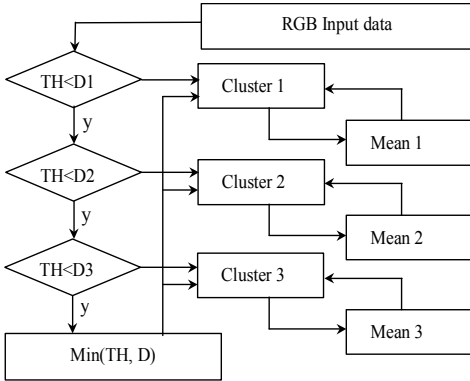 RGB Input data
TH<D1
Cluster 1
y
Mean 1
TH<D2
Cluster 2
y
Mean 2
TH<D3
Cluster 3
y
Mean 3
Min(TH, D)